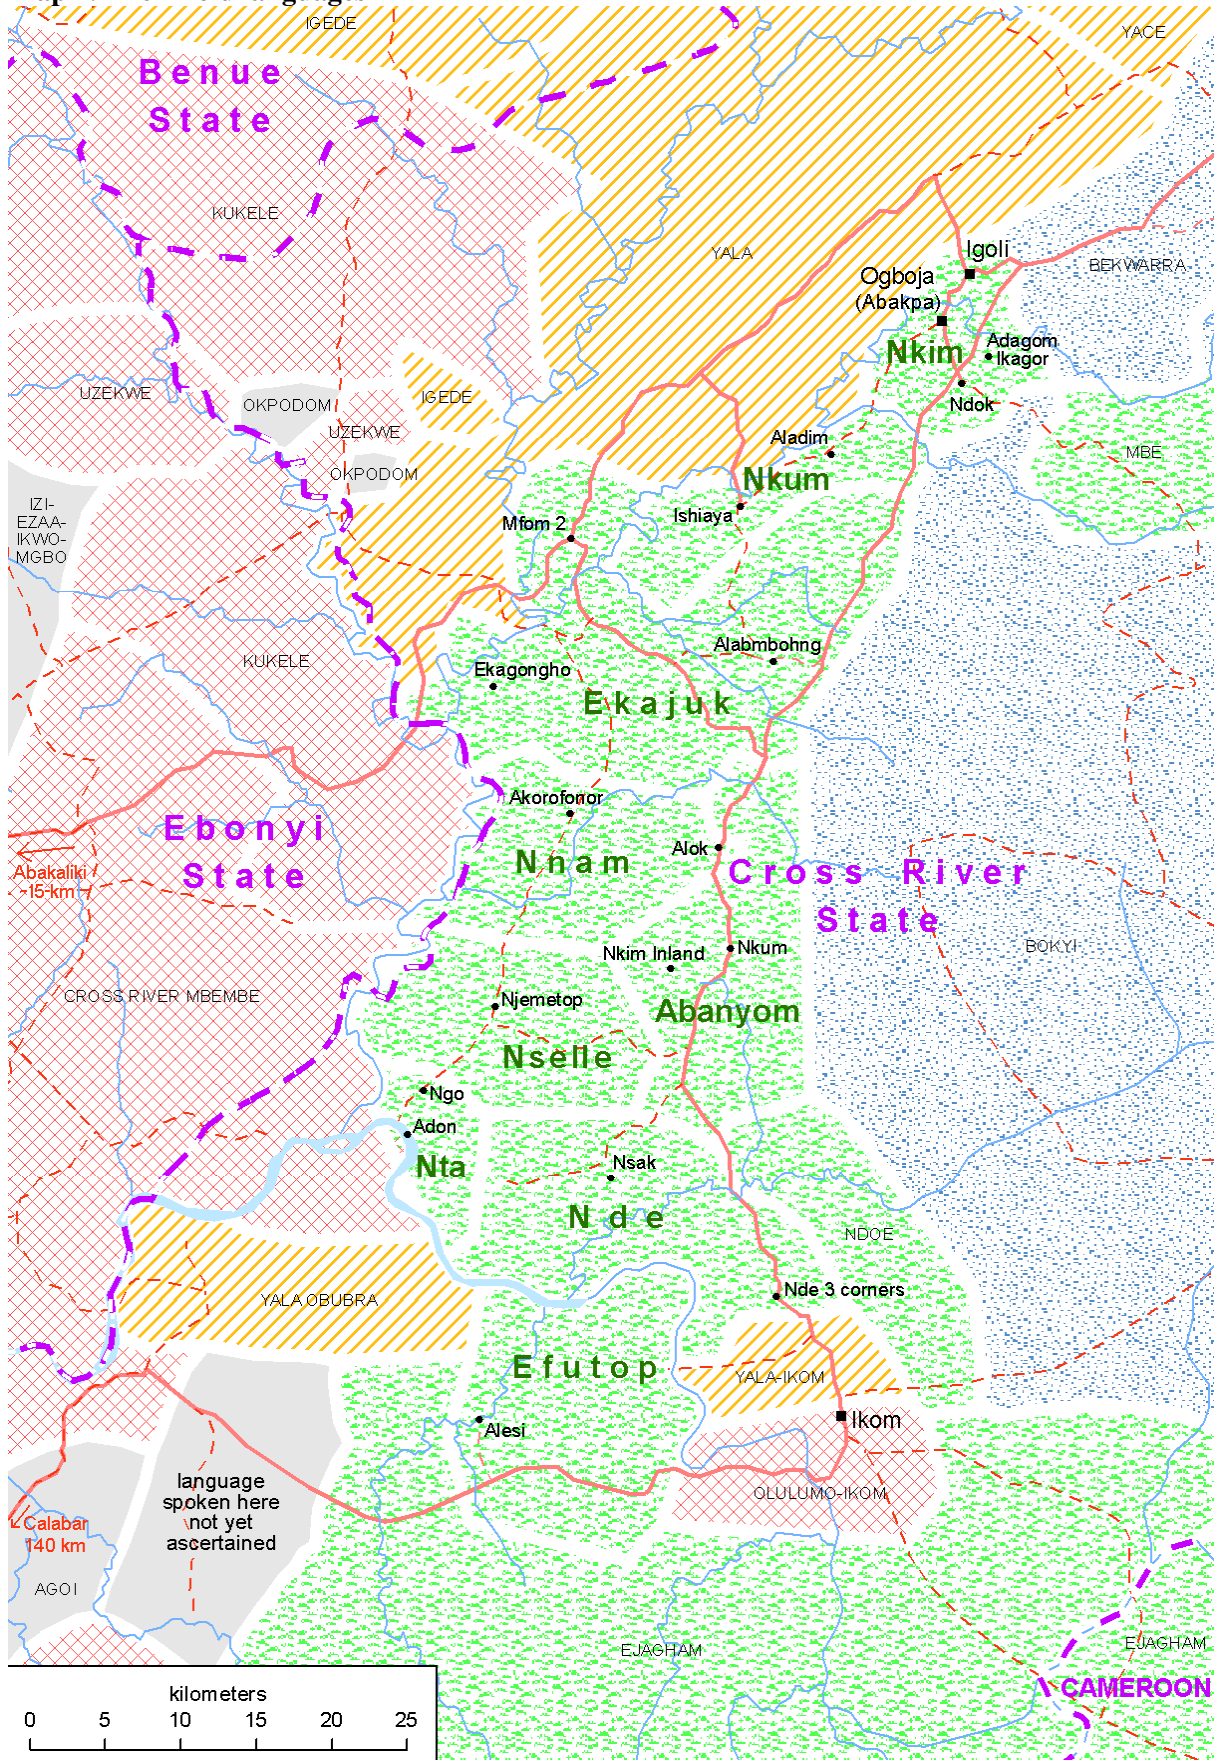 IGEDE
YACE
Benue
State
KUKELE
YALA
Igoli
BEKWARRA
Ogboja
(Abakpa)
Nkim
Adagom
Ikagor
UZEKWE
OKPODOM
IGEDE
Ndok
UZEKWE
Aladim
MBE
OKPODOM
Nkum
IZI-
EZAA-
IKWO-
MGBO
Ishiaya
Mfom 2
Alabmbohng
KUKELE
Ekagongho
Ekajuk
Akorofonor
Ebonyi
State
Alok
Nnam
Cross River
State
Abakaliki
~15 km
BOKYI
Nkim Inland
Nkum
CROSS RIVER MBEMBE
Njemetop
Abanyom
Nselle
Ngo
Adon
Nta
Nsak
Nde
NDOE
Nde 3 corners
YALA OBUBRA
Efutop
YALA-IKOM
Ikom
Alesi
language
spoken here
not yet
ascertained
OLULUMO-IKOM
Calabar
140 km
AGOI
EJAGHAM
EJAGHAM
CAMEROON
kilometers
0 5 10 15 20 25